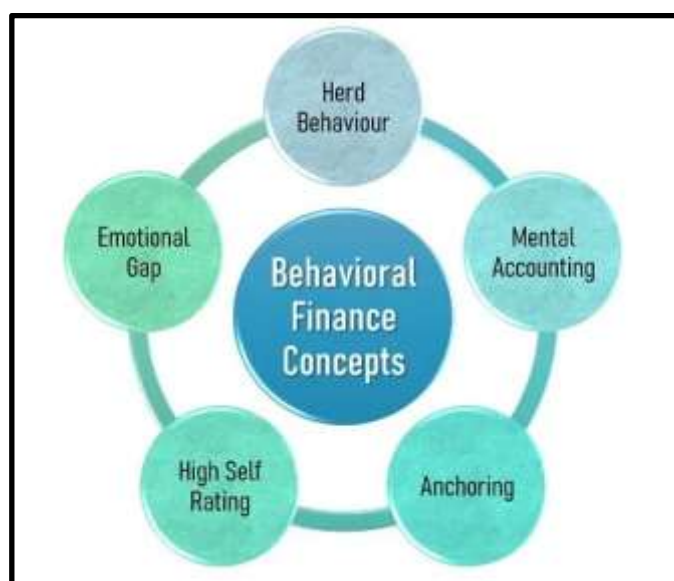 Herd
Behaviour
Emotional
Gap
Mental
Accounting
Behavioral
Finance
Concepts
High Self
Rating
Anchoring